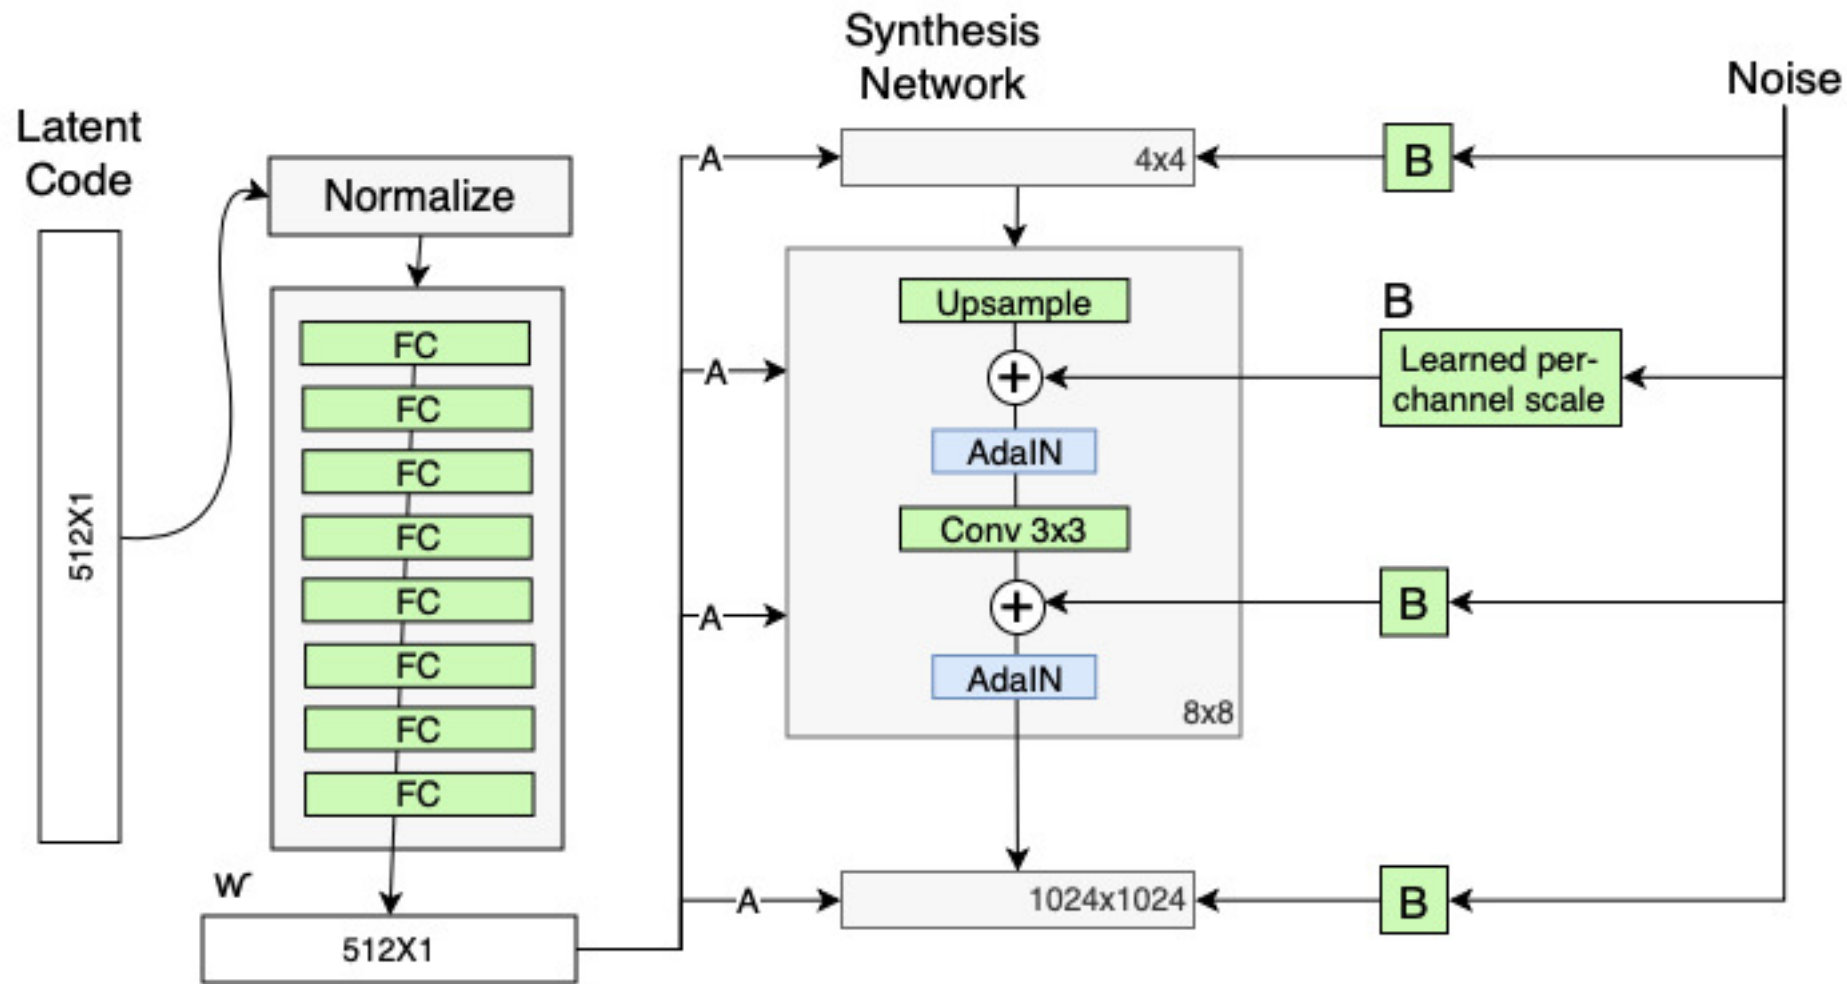 Latent
Code
512X1
Normalize
FC
FC
FC
FC
FC
FC
FC
FC
w
512X1
A
A
A
A
Synthesis
Network
4x4
Upsample
+
AdaIN
Conv 3x3
+
AdaIN
8x8
1024x1024
Noise
B
B
Learned per-
channel scale
B
B